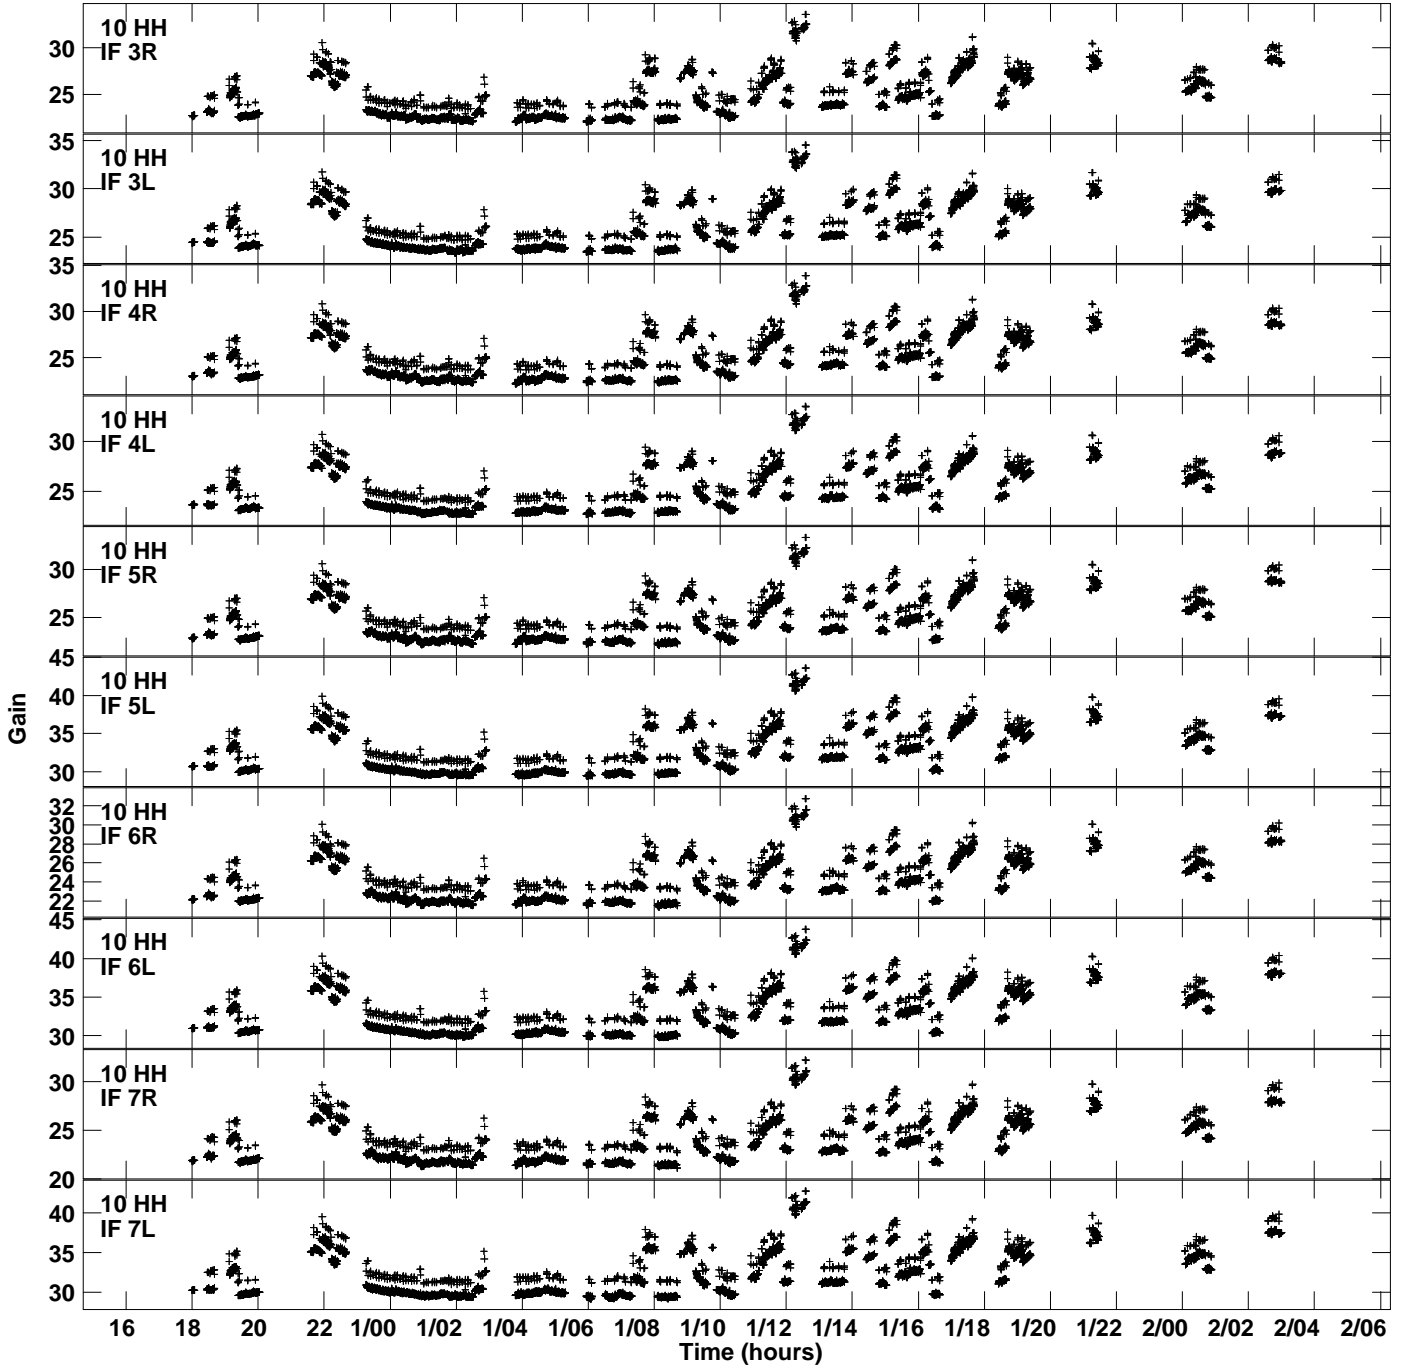 10 HH
IF 3R
30
25
10 HH
IF 3L
35
30
25
10 HH
IF 4R
35
30
25
10 HH
IF 4L
30
25
10 HH
IF 5R
30
25
10 HH
IF 5L
45
40
35
30
10 HH
IF 6R
32
30
28
26
24
22
10 HH
IF 6L
45
40
35
30
10 HH
IF 7R
30
25
20
10 HH
IF 7L
40
35
30
Gain
16 18 20 22 1/00 1/02 1/04 1/06 1/08 1/10 1/12 1/14 1/16 1/18 1/20 1/22 2/00 2/02 2/04 2/06
Time (hours)